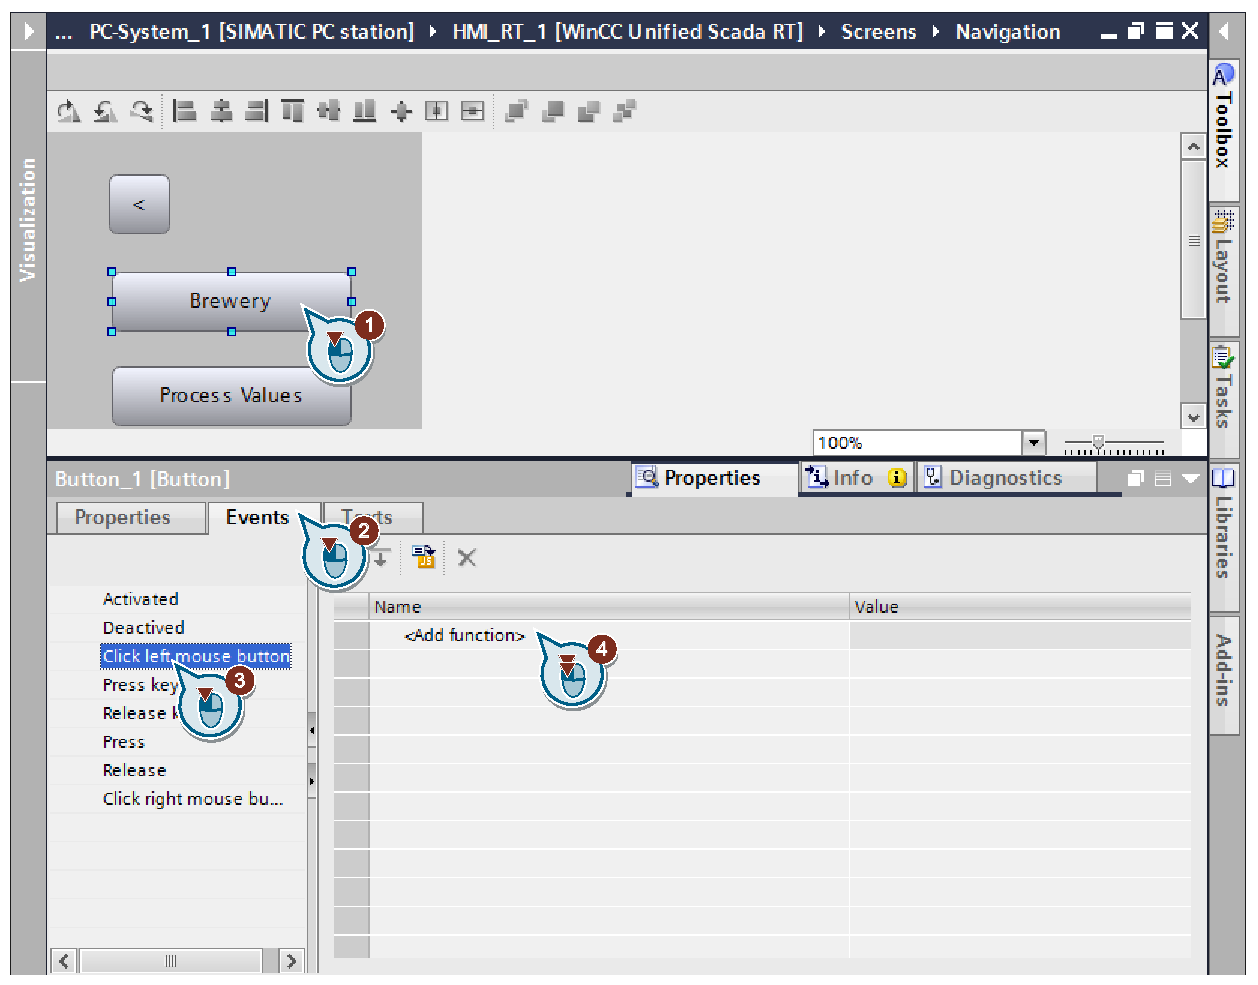 ... PC-System_1 [SIMATIC PC station] ▸ HMI_RT_1 [WinCC Unified Scada RT] ▸ Screens ▸ Navigation
Visualization
<
Brewery
1
Process Values
100%
Button_1 [Button]
Properties
Info
Diagnostics
Properties
Events
2
JS
Activated
Deactived
Click left mouse button
Press key
3
Release
Press
Release
Click right mouse bu...
Name
Value
<Add function>
4
Toolbox
Layout
Tasks
Libraries
Add-ins